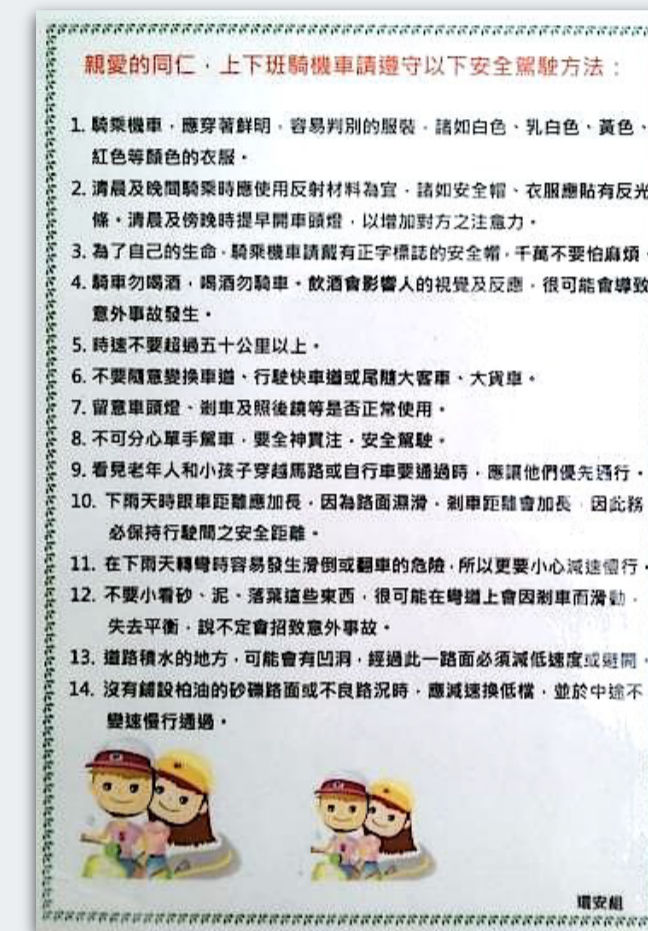 親愛的同仁，上下班騎機車請遵守以下安全駕駛方法：
1. 騎乘機車，應穿著鮮明，容易判別的服裝，諸如白色、乳白色、黃色、
紅色等顏色的衣服。
2. 清晨及晚間騎乘時應使用反射材料為宜，諸如安全帽、衣服應貼有反光
條。清晨及傍晚時提早開車頭燈，以增加對方之注意力。
3. 為了自己的生命，騎乘機車請戴有正字標誌的安全帽，千萬不要怕麻煩。
4. 騎車勿喝酒，喝酒勿騎車。飲酒會影響人的視覺及反應，很可能會導致
意外事故發生。
5. 時速不要超過五十公里以上。
6. 不要隨意變換車道、行駛快車道或尾隨大客車、大貨車。
7. 留意車頭燈、剎車及照後鏡等是否正常使用。
8. 不可分心單手駕車，要全神貫注，安全駕駛。
9. 看見老年人和小孩子穿越馬路或自行車要通過時，應讓他們優先通行。
10. 下雨天時跟車距離應加長，因為路面濕滑，剎車距離會加長，因此務
必保持行駛間之安全距離。
11. 在下雨天轉彎時容易發生滑倒或翻車的危險，所以更要小心減速慢行。
12. 不要小看砂、泥、落葉這些東西，很可能在彎道上會因剎車而滑動，
失去平衡，說不定會招致意外事故。
13. 道路積水的地方，可能會有凹洞，經過此一路面必須減低速度或避開。
14. 沒有鋪設柏油的砂礫路面或不良路況時，應減速換低檔，並於中途不
變速慢行通過。
環安組